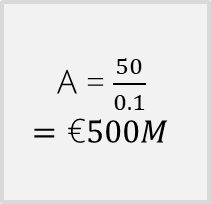 A = 50/0.1
= €500M